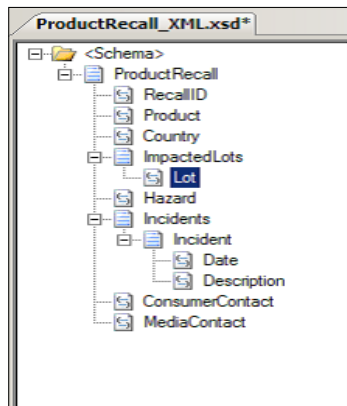 ProductRecall_XML.xsd*
<Schema>
ProductRecall
RecallID
Product
Country
ImpactedLots
Lot
Hazard
Incidents
Incident
Date
Description
ConsumerContact
MediaContact